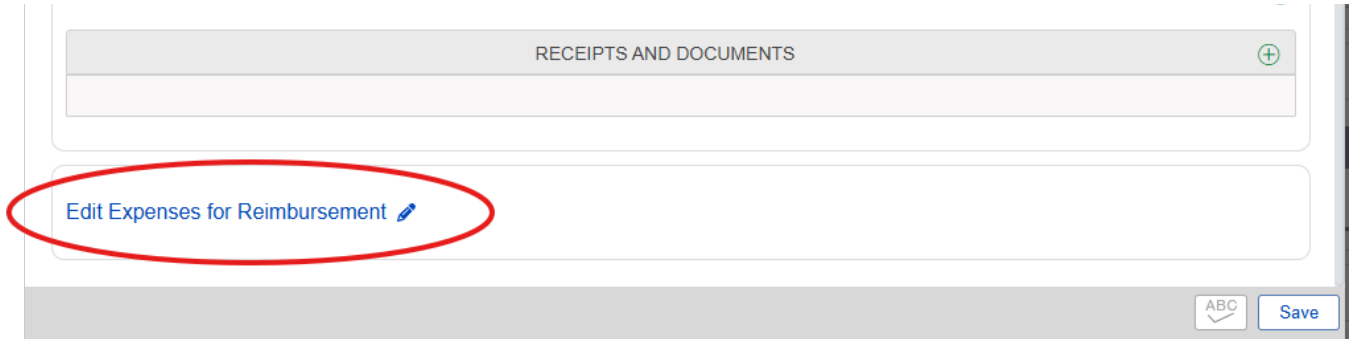 RECEIPTS AND DOCUMENTS
Edit Expenses for Reimbursement
ABC
Save